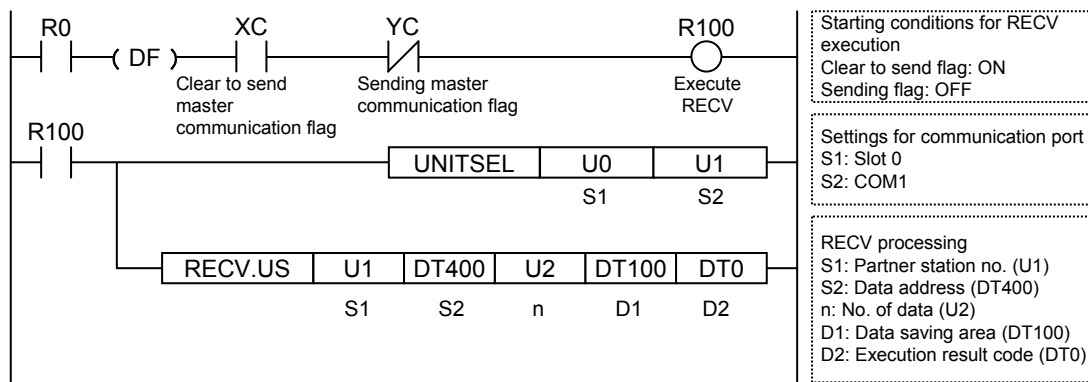 R0 XC YC R100
( DF )
Clear to send
master
communication flag
Sending master
communication flag
Execute
RECV
R100
UNITSEL U0 U1
S1 S2
RECV.US U1 DT400 U2 DT100 DT0
S1 S2 n D1 D2
Starting conditions for RECV
execution
Clear to send flag: ON
Sending flag: OFF
Settings for communication port
S1: Slot 0
S2: COM1
RECV processing
S1: Partner station no. (U1)
S2: Data address (DT400)
n: No. of data (U2)
D1: Data saving area (DT100)
D2: Execution result code (DT0)